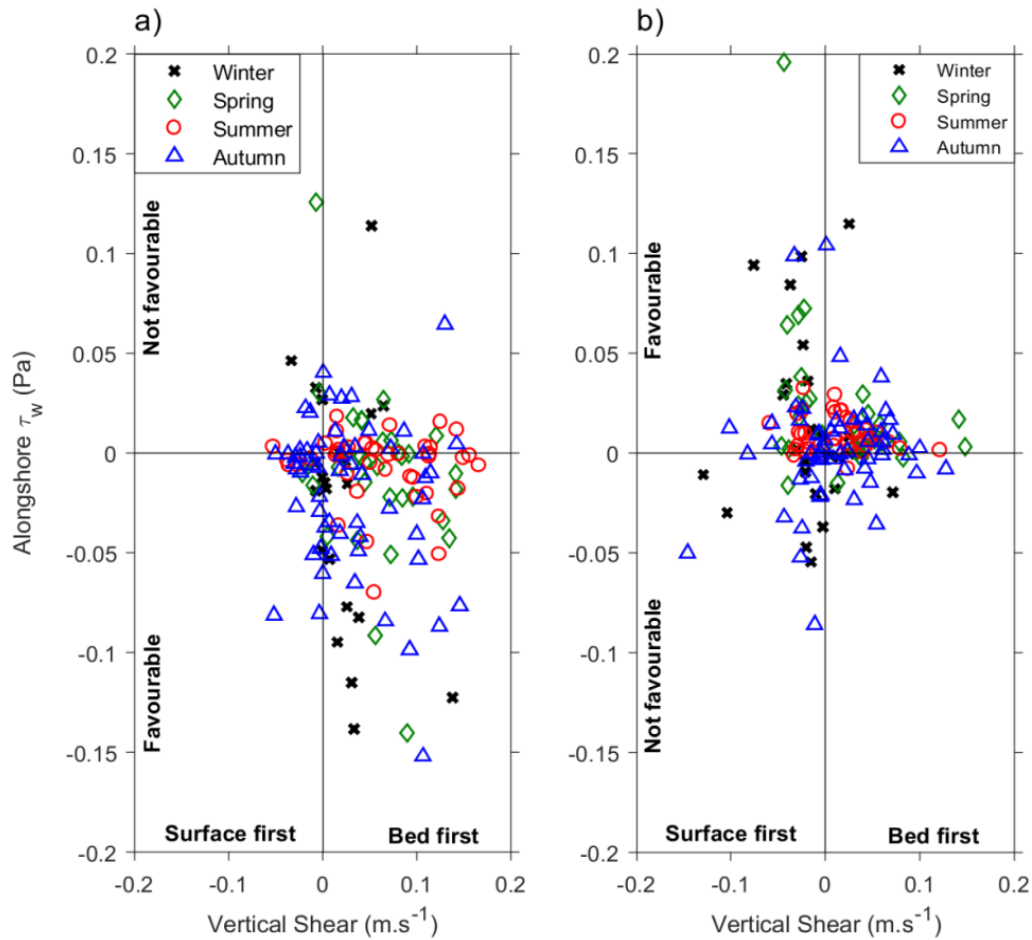 a)
Winter
Spring
Summer
Autumn
0.2
0.15
0.1
0.05
0
-0.05
-0.1
-0.15
-0.2
Alongshore τw (Pa)
Not favourable
Favourable
Surface first
Bed first
-0.2
-0.1
0
0.1
0.2
Vertical Shear (m.s-1)
b)
Winter
Spring
Summer
Autumn
0.2
0.15
0.1
0.05
0
-0.05
-0.1
-0.15
-0.2
Favourable
Not favourable
Surface first
Bed first
-0.2
-0.1
0
0.1
0.2
Vertical Shear (m.s-1)